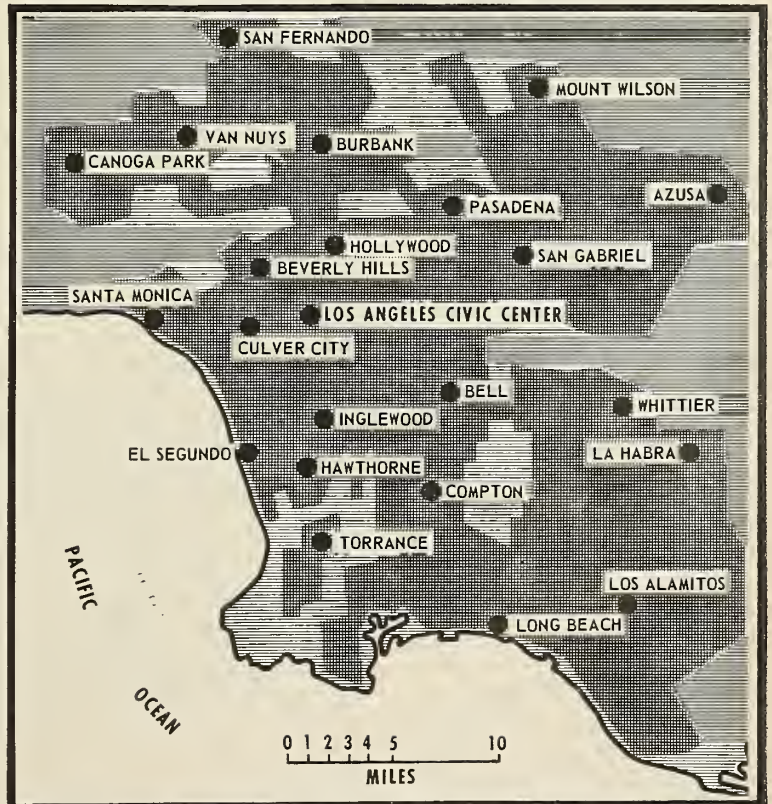 SAN FERNANDO
MOUNT WILSON
VAN NUYS
BURBANK
CANOGA PARK
AZUSA
PASADENA
HOLLYWOOD
SAN GABRIEL
BEVERLY HILLS
SANTA MONICA
LOS ANGELES CIVIC CENTER
CULVER CITY
BELL
WHITTIER
INGLEWOOD
EL SEGUNDO
LA HABRA
HAWTHORNE
COMPTON
TORRANCE
PACIFIC
LOS ALAMITOS
LONG BEACH
OCEAN
0 1 2 3 4 5 10
MILES